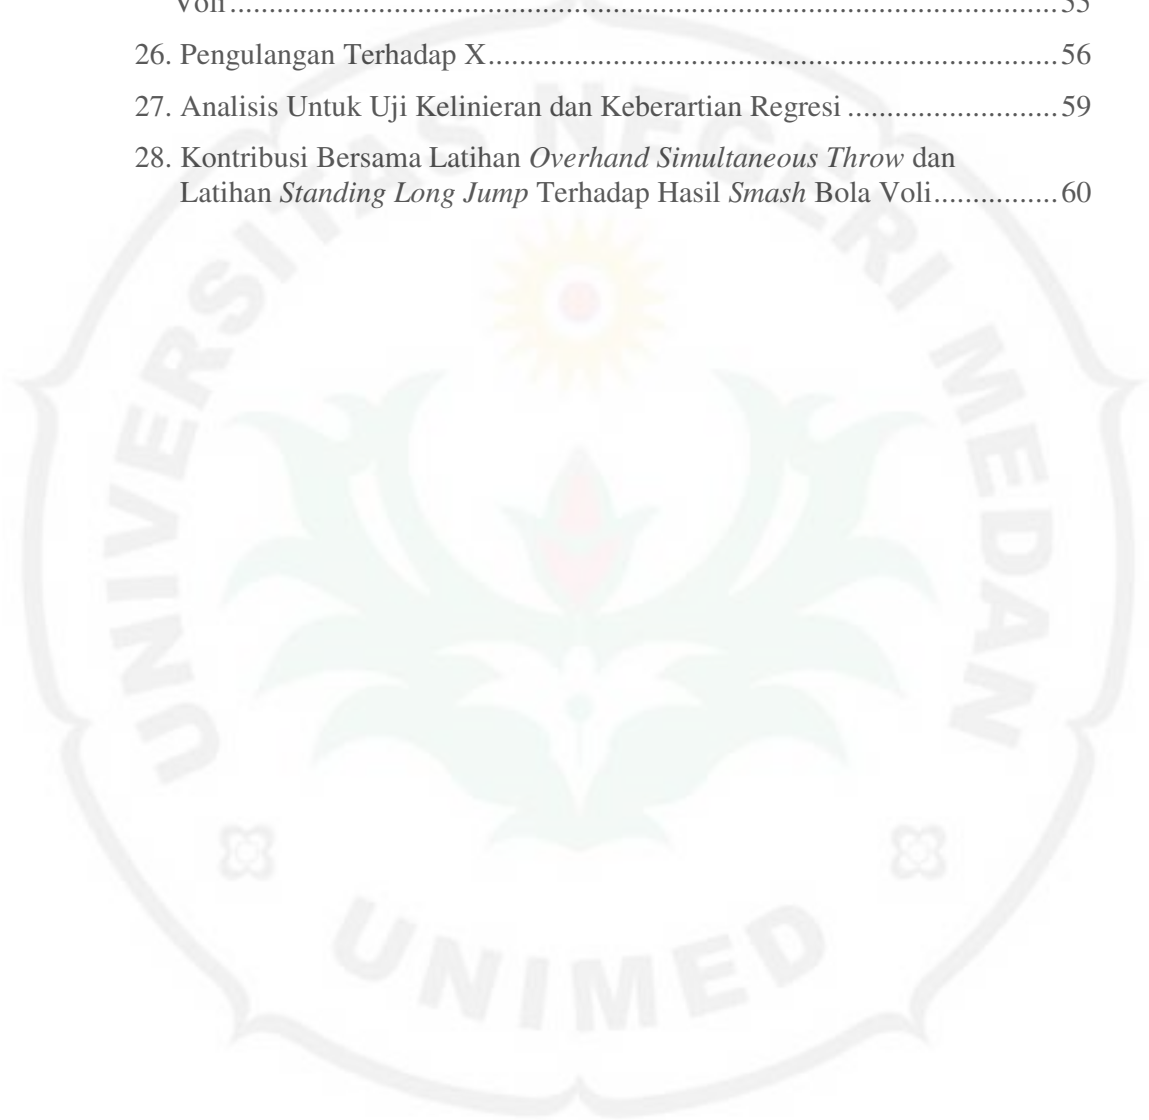 Voli....................................................................................................................55
26. Pengulangan Terhadap X.............................................................................56
27. Analisis Untuk Uji Kelinieran dan Keberartian Regresi ............................59
28. Kontribusi Bersama Latihan Overhand Simultaneous Throw dan
Latihan Standing Long Jump Terhadap Hasil Smash Bola Voli................60
UNIVERSITAS NEGERI MEDAN
UNIMED